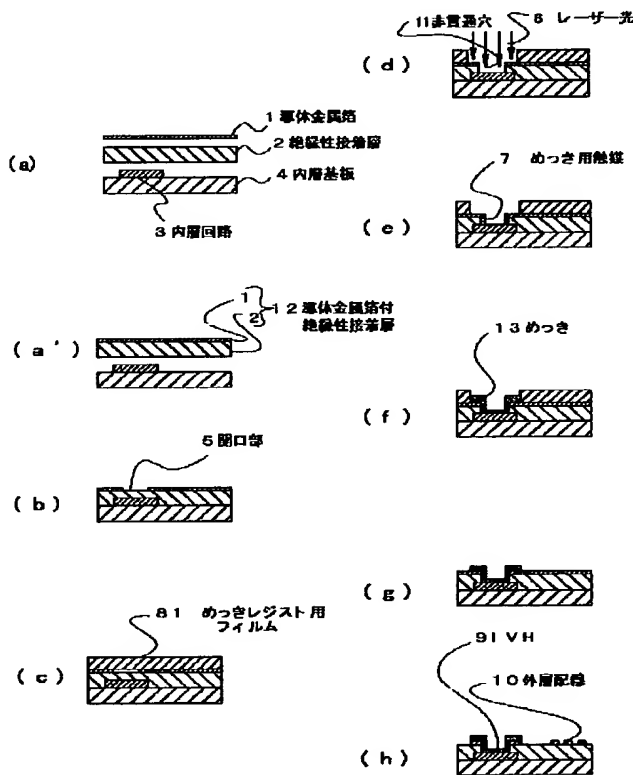 (a)
1 導体金属箔
2 絶縁性接着層
4 内層基板
3 内層回路
(a')
1
2
12 導体金属箔付
絶縁性接着層
(b)
5 開口部
(c)
81 めっきレジスト用
フィルム
(d)
11 非貫通穴
6 レーザー光
(e)
7 めっき用触媒
(f)
13 めっき
(g)
(h)
9 IVH
10 外層配線